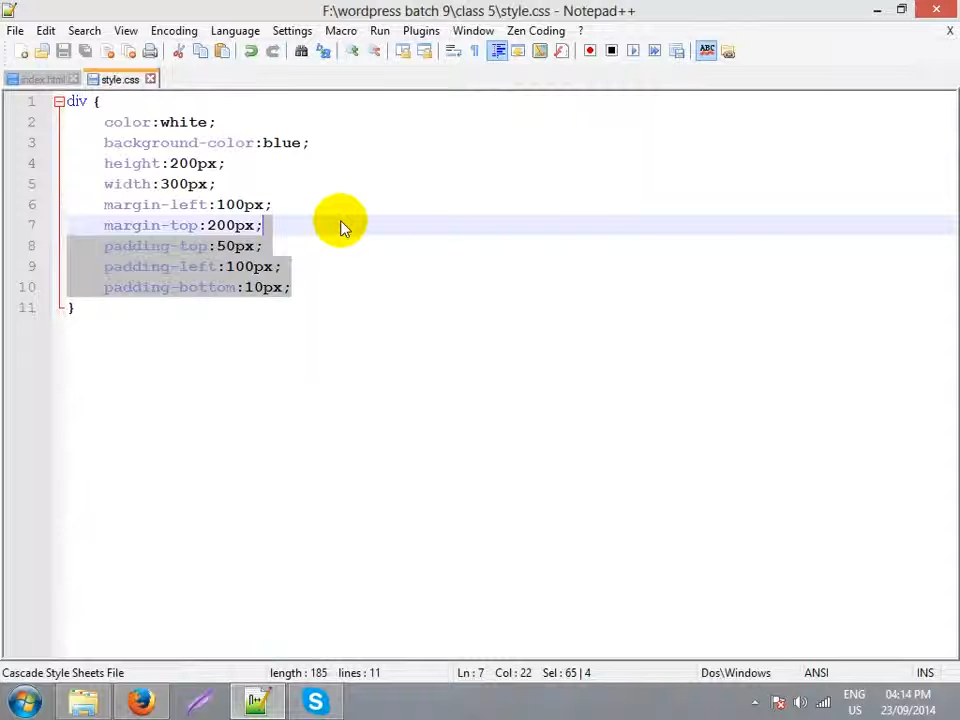 F:\wordpress batch 9\class 5\style.css - Notepad++
File Edit Search View Encoding Language Settings Macro Run Plugins Window Zen Coding ? X
ABC
index.html style.css
1 div {
2 color:white;
3 background-color:blue;
4 height:200px;
5 width:300px;
6 margin-left:100px;
7 margin-top:200px;
8 padding-top:50px;
9 padding-left:100px;
10 padding-bottom:10px;
11 }
Cascade Style Sheets File length : 185 lines : 11 Ln : 7 Col : 22 Sel : 65 | 4 Dos\Windows ANSI INS
ENG 04:14 PM
US 23/09/2014